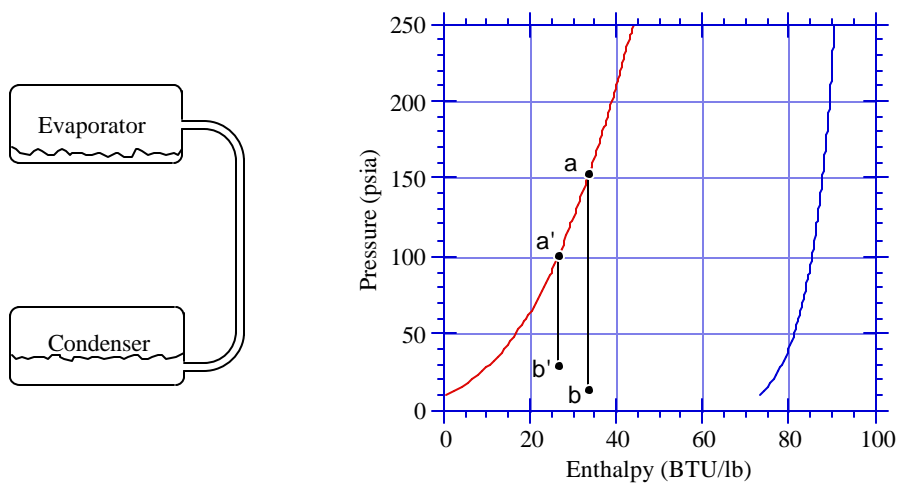 Evaporator
Condenser
Pressure (psia)
250
200
150
100
50
0
a
a'
b'
b
0 20 40 60 80 100
Enthalpy (BTU/lb)